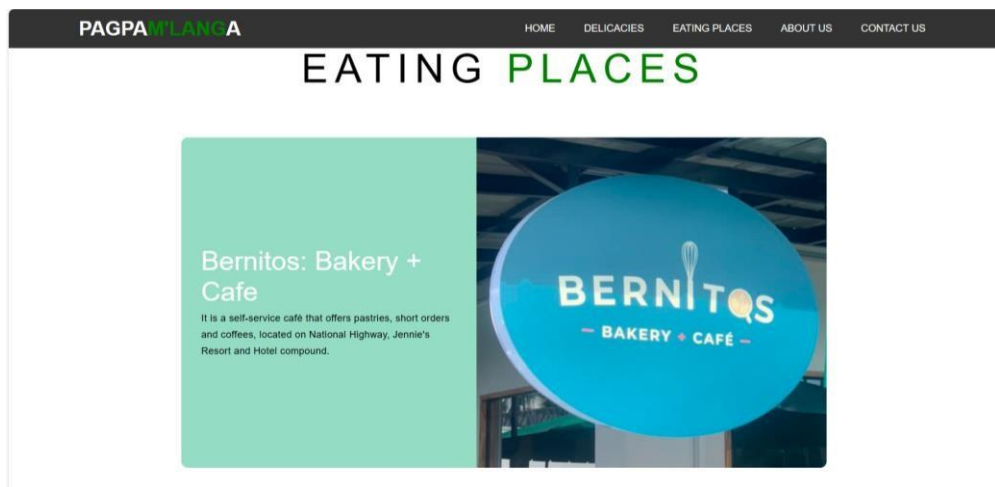 PAGPAM'LANGA HOME DELICACIES EATING PLACES ABOUT US CONTACT US
EATING PLACES
Bernitos: Bakery +
Cafe
It is a self-service café that offers pastries, short orders
and coffees, located on National Highway, Jennie's
Resort and Hotel compound.
BERNITOS
BAKERY + CAFÉ